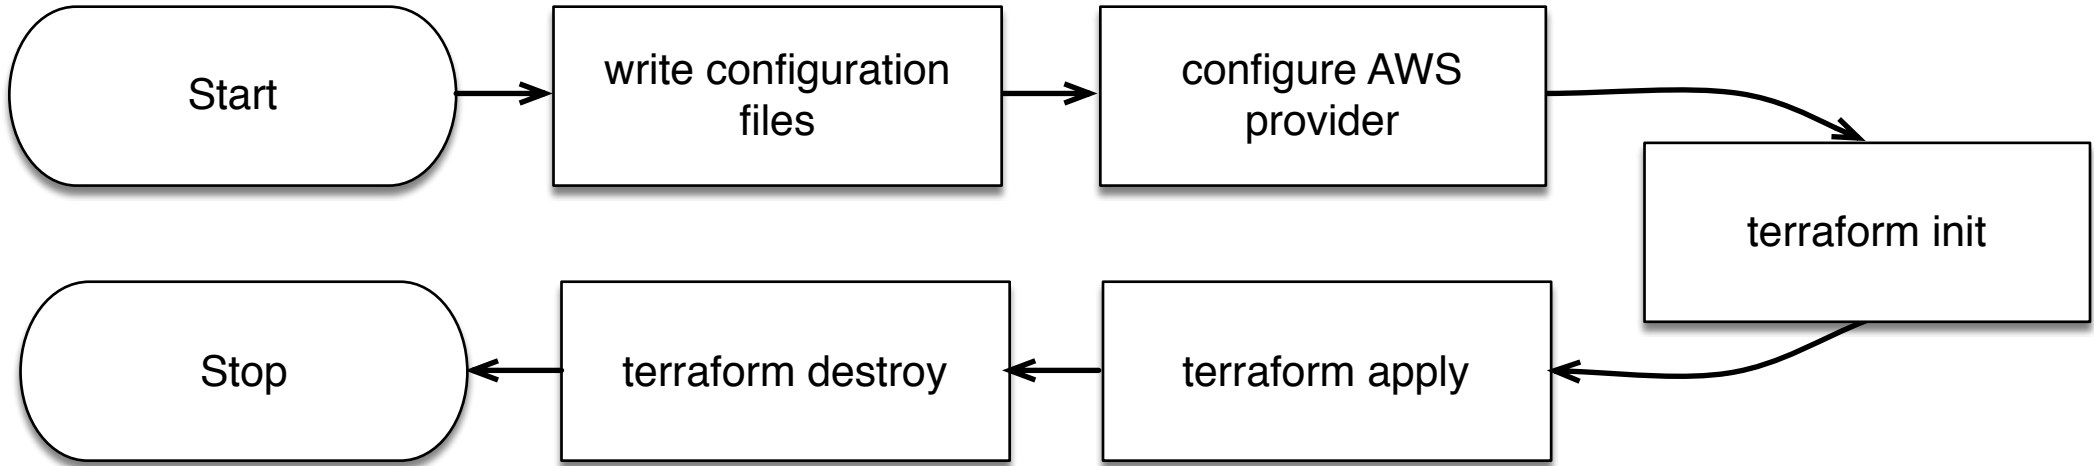 Start
write configuration
files
configure AWS
provider
terraform init
terraform apply
terraform destroy
Stop